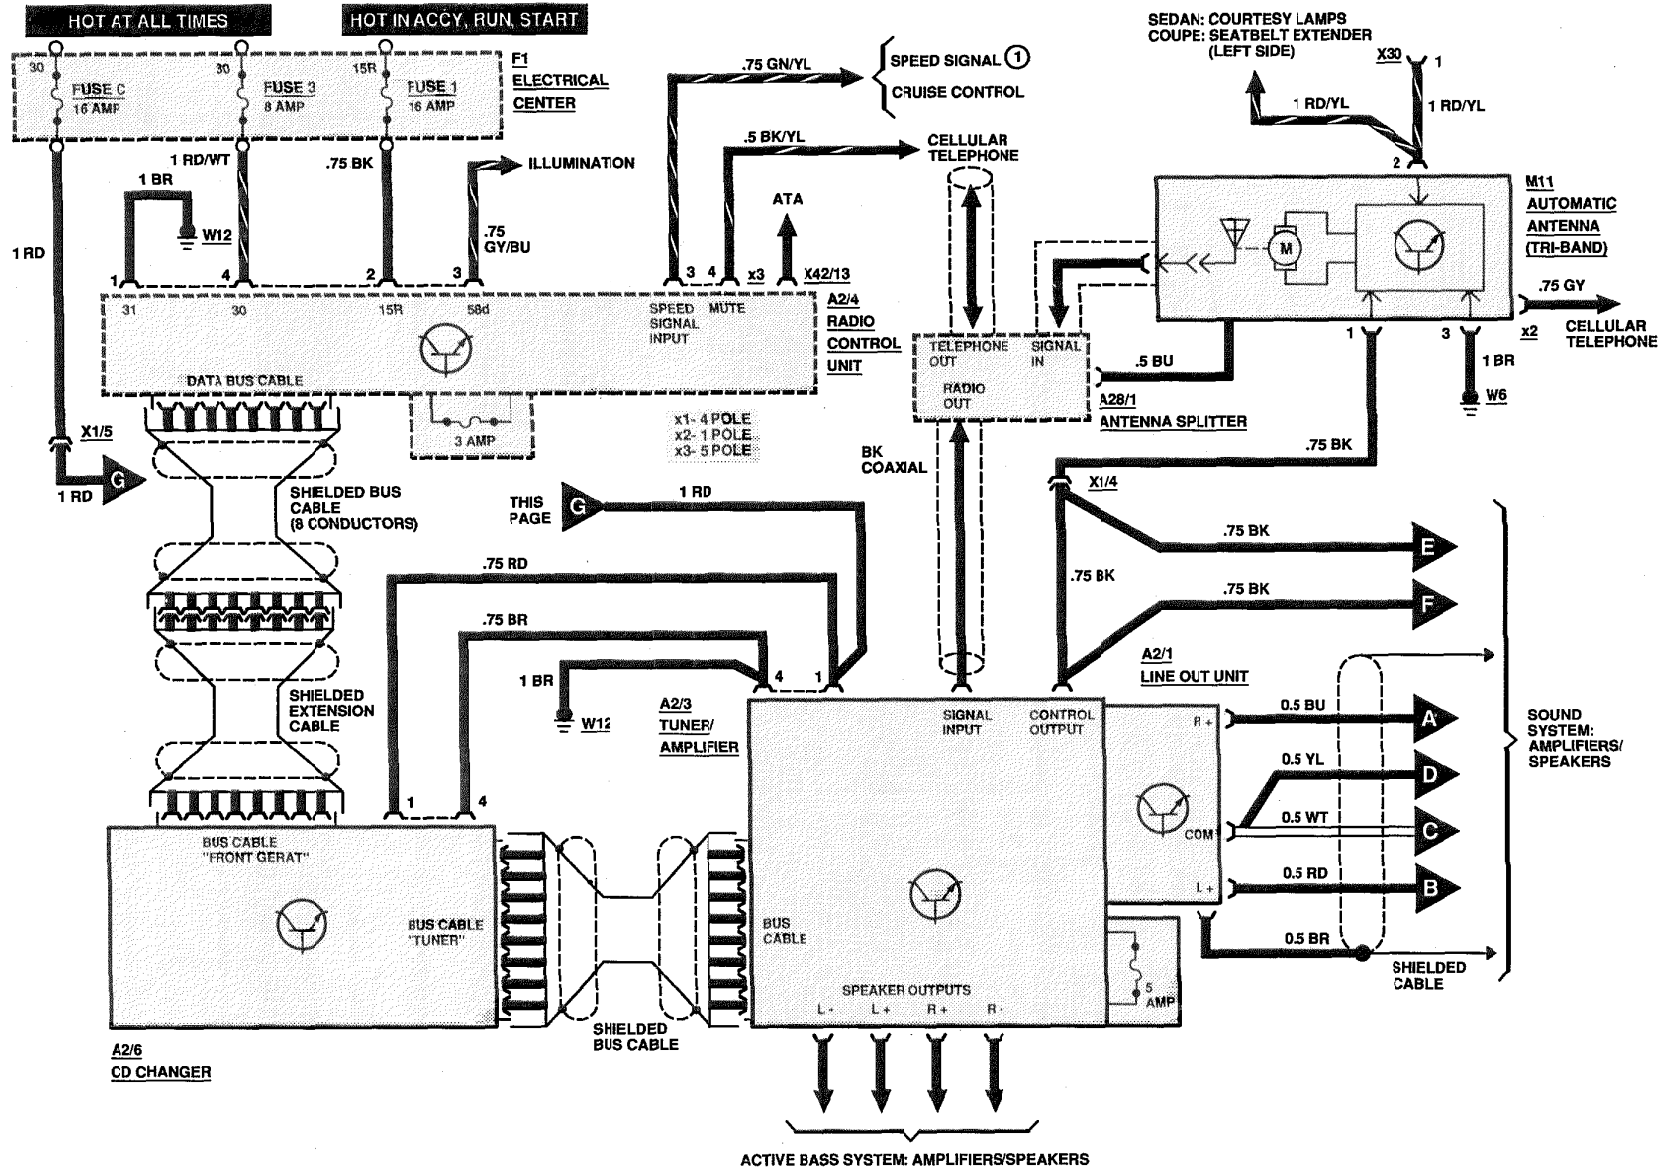 HOT AT ALL TIMES
HOT IN ACCY, RUN, START
SEDAN: COURTESY LAMPS
COUPE: SEATBELT EXTENDER
(LEFT SIDE)
X30
1
30
FUSE C
16 AMP
30
FUSE 3
8 AMP
15R
FUSE 1
16 AMP
F1
ELECTRICAL
CENTER
.75 GN/YL
SPEED SIGNAL 1
CRUISE CONTROL
1 RD/YL
1 RD/YL
.5 BK/YL
CELLULAR
TELEPHONE
1 RD/WT
.75 BK
ILLUMINATION
2
1 BR
W12
1 RD
.75
GY/BU
ATA
M11
AUTOMATIC
ANTENNA
(TRI-BAND)
M
1
4
2
3
3
4
x3
X42/13
31
30
15R
58d
SPEED
SIGNAL
INPUT
MUTE
A2/4
RADIO
CONTROL
UNIT
DATA BUS CABLE
3 AMP
x1- 4 POLE
x2- 1 POLE
x3- 5 POLE
TELEPHONE
OUT
SIGNAL
IN
RADIO
OUT
.5 BU
A28/1
ANTENNA SPLITTER
1
3
x2
.75 GY
CELLULAR
TELEPHONE
1 BR
W6
X1/5
G
1 RD
SHIELDED BUS
CABLE
(8 CONDUCTORS)
THIS
PAGE
G
1 RD
BK
COAXIAL
.75 BK
X1/4
.75 BK
E
.75 BK
.75 BK
F
.75 RD
.75 BR
1 BR
W12
4
1
A2/3
TUNER/
AMPLIFIER
SHIELDED
EXTENSION
CABLE
A2/1
LINE OUT UNIT
SIGNAL
INPUT
CONTROL
OUTPUT
R +
0.5 BU
A
0.5 YL
D
0.5 WT
COM
C
0.5 RD
L +
B
0.5 BR
SHIELDED
CABLE
SOUND
SYSTEM:
AMPLIFIERS/
SPEAKERS
1
4
BUS CABLE
"FRONT GERAT"
BUS CABLE
"TUNER"
BUS
CABLE
5
AMP
SPEAKER OUTPUTS
L -
L +
R +
R -
SHIELDED
BUS CABLE
A2/6
CD CHANGER
ACTIVE BASS SYSTEM: AMPLIFIERS/SPEAKERS